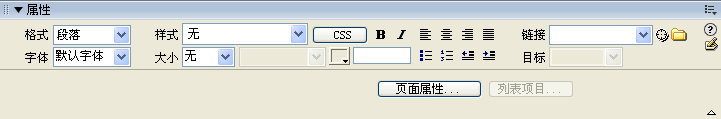 属性
格式 段落 样式 无 CSS B I 链接
字体 默认字体 大小 无 目标
页面属性... 列表项目...